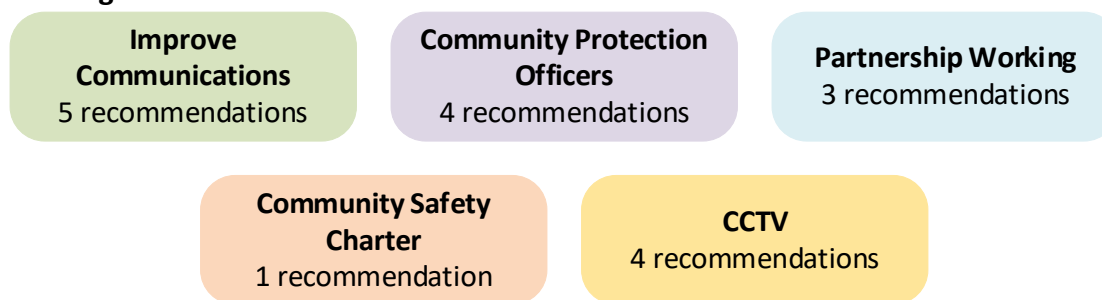 Improve
Communications
5 recommendations
Community Protection
Officers
4 recommendations
Partnership Working
3 recommendations
Community Safety
Charter
1 recommendation
CCTV
4 recommendations